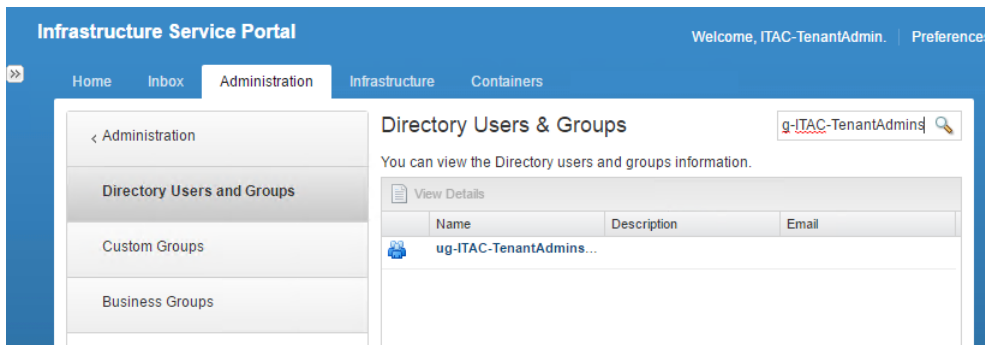 Infrastructure Service Portal
Welcome, ITAC-TenantAdmin. Preferences
Home Inbox Administration Infrastructure Containers
‹ Administration
Directory Users and Groups
Custom Groups
Business Groups
Directory Users & Groups
g-ITAC-TenantAdmins
You can view the Directory users and groups information.
View Details
Name Description Email
ug-ITAC-TenantAdmins...